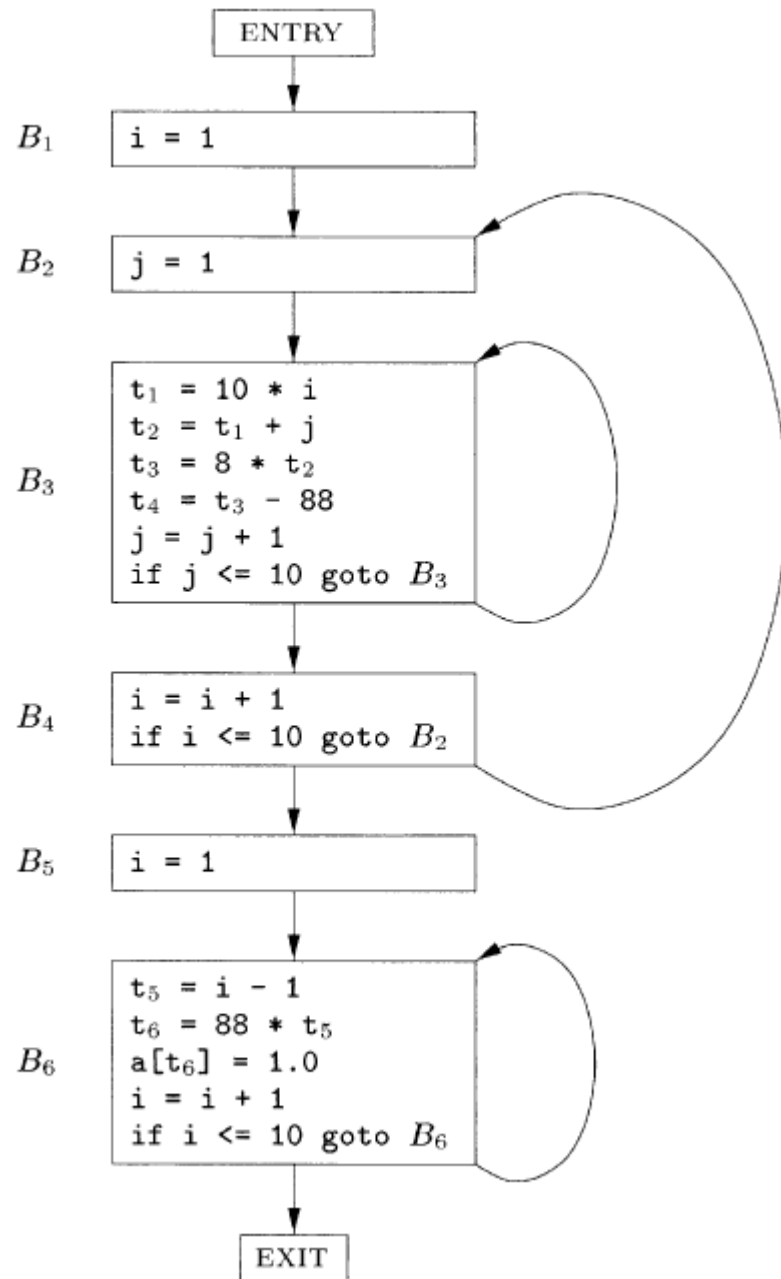 ENTRY
B₁ i = 1
B₂ j = 1
B₃
t₁ = 10 * i
t₂ = t₁ + j
t₃ = 8 * t₂
t₄ = t₃ - 88
j = j + 1
if j <= 10 goto B₃
B₄
i = i + 1
if i <= 10 goto B₂
B₅ i = 1
B₆
t₅ = i - 1
t₆ = 88 * t₅
a[t₆] = 1.0
i = i + 1
if i <= 10 goto B₆
EXIT